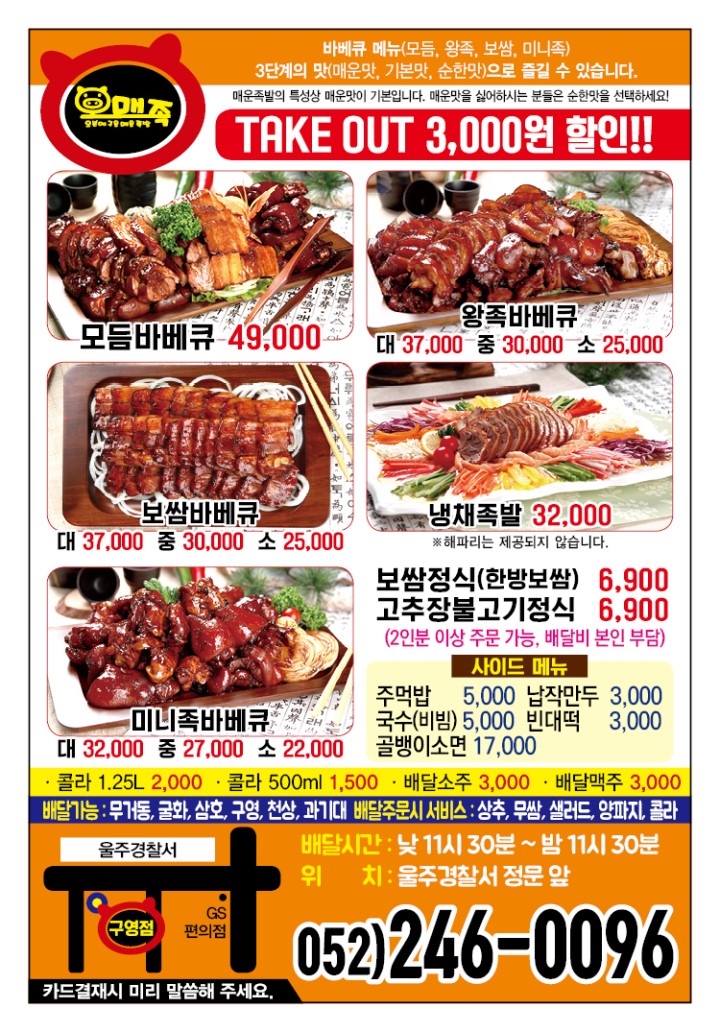 바베큐 메뉴(모듬, 왕족, 보쌈, 미니족)
3단계의 맛(매운맛, 기본맛, 순한맛)으로 즐길 수 있습니다.
매운족발의 특성상 매운맛이 기본입니다. 매운맛을 싫어하시는 분들은 순한맛을 선택하세요!
오매족
TAKE OUT 3,000원 할인!!
모듬바베큐 49,000
왕족바베큐
대 37,000 중 30,000 소 25,000
보쌈바베큐
대 37,000 중 30,000 소 25,000
냉채족발 32,000
※해파리는 제공되지 않습니다.
미니족바베큐
대 32,000 중 27,000 소 22,000
보쌈정식(한방보쌈) 6,900
고추장불고기정식 6,900
(2인분 이상 주문 가능, 배달비 본인 부담)
사이드 메뉴
주먹밥 5,000 납작만두 3,000
국수(비빔) 5,000 빈대떡 3,000
골뱅이소면 17,000
· 콜라 1.25L 2,000 · 콜라 500ml 1,500 · 배달소주 3,000 · 배달맥주 3,000
배달가능 : 무거동, 굴화, 삼호, 구영, 천상, 과기대 배달주문시 서비스 : 상추, 무쌈, 샐러드, 양파지, 콜라
울주경찰서
구영점
GS
편의점
배달시간 : 낮 11시 30분 ~ 밤 11시 30분
위 치 : 울주경찰서 정문 앞
052)246-0096
카드결재시 미리 말씀해 주세요.